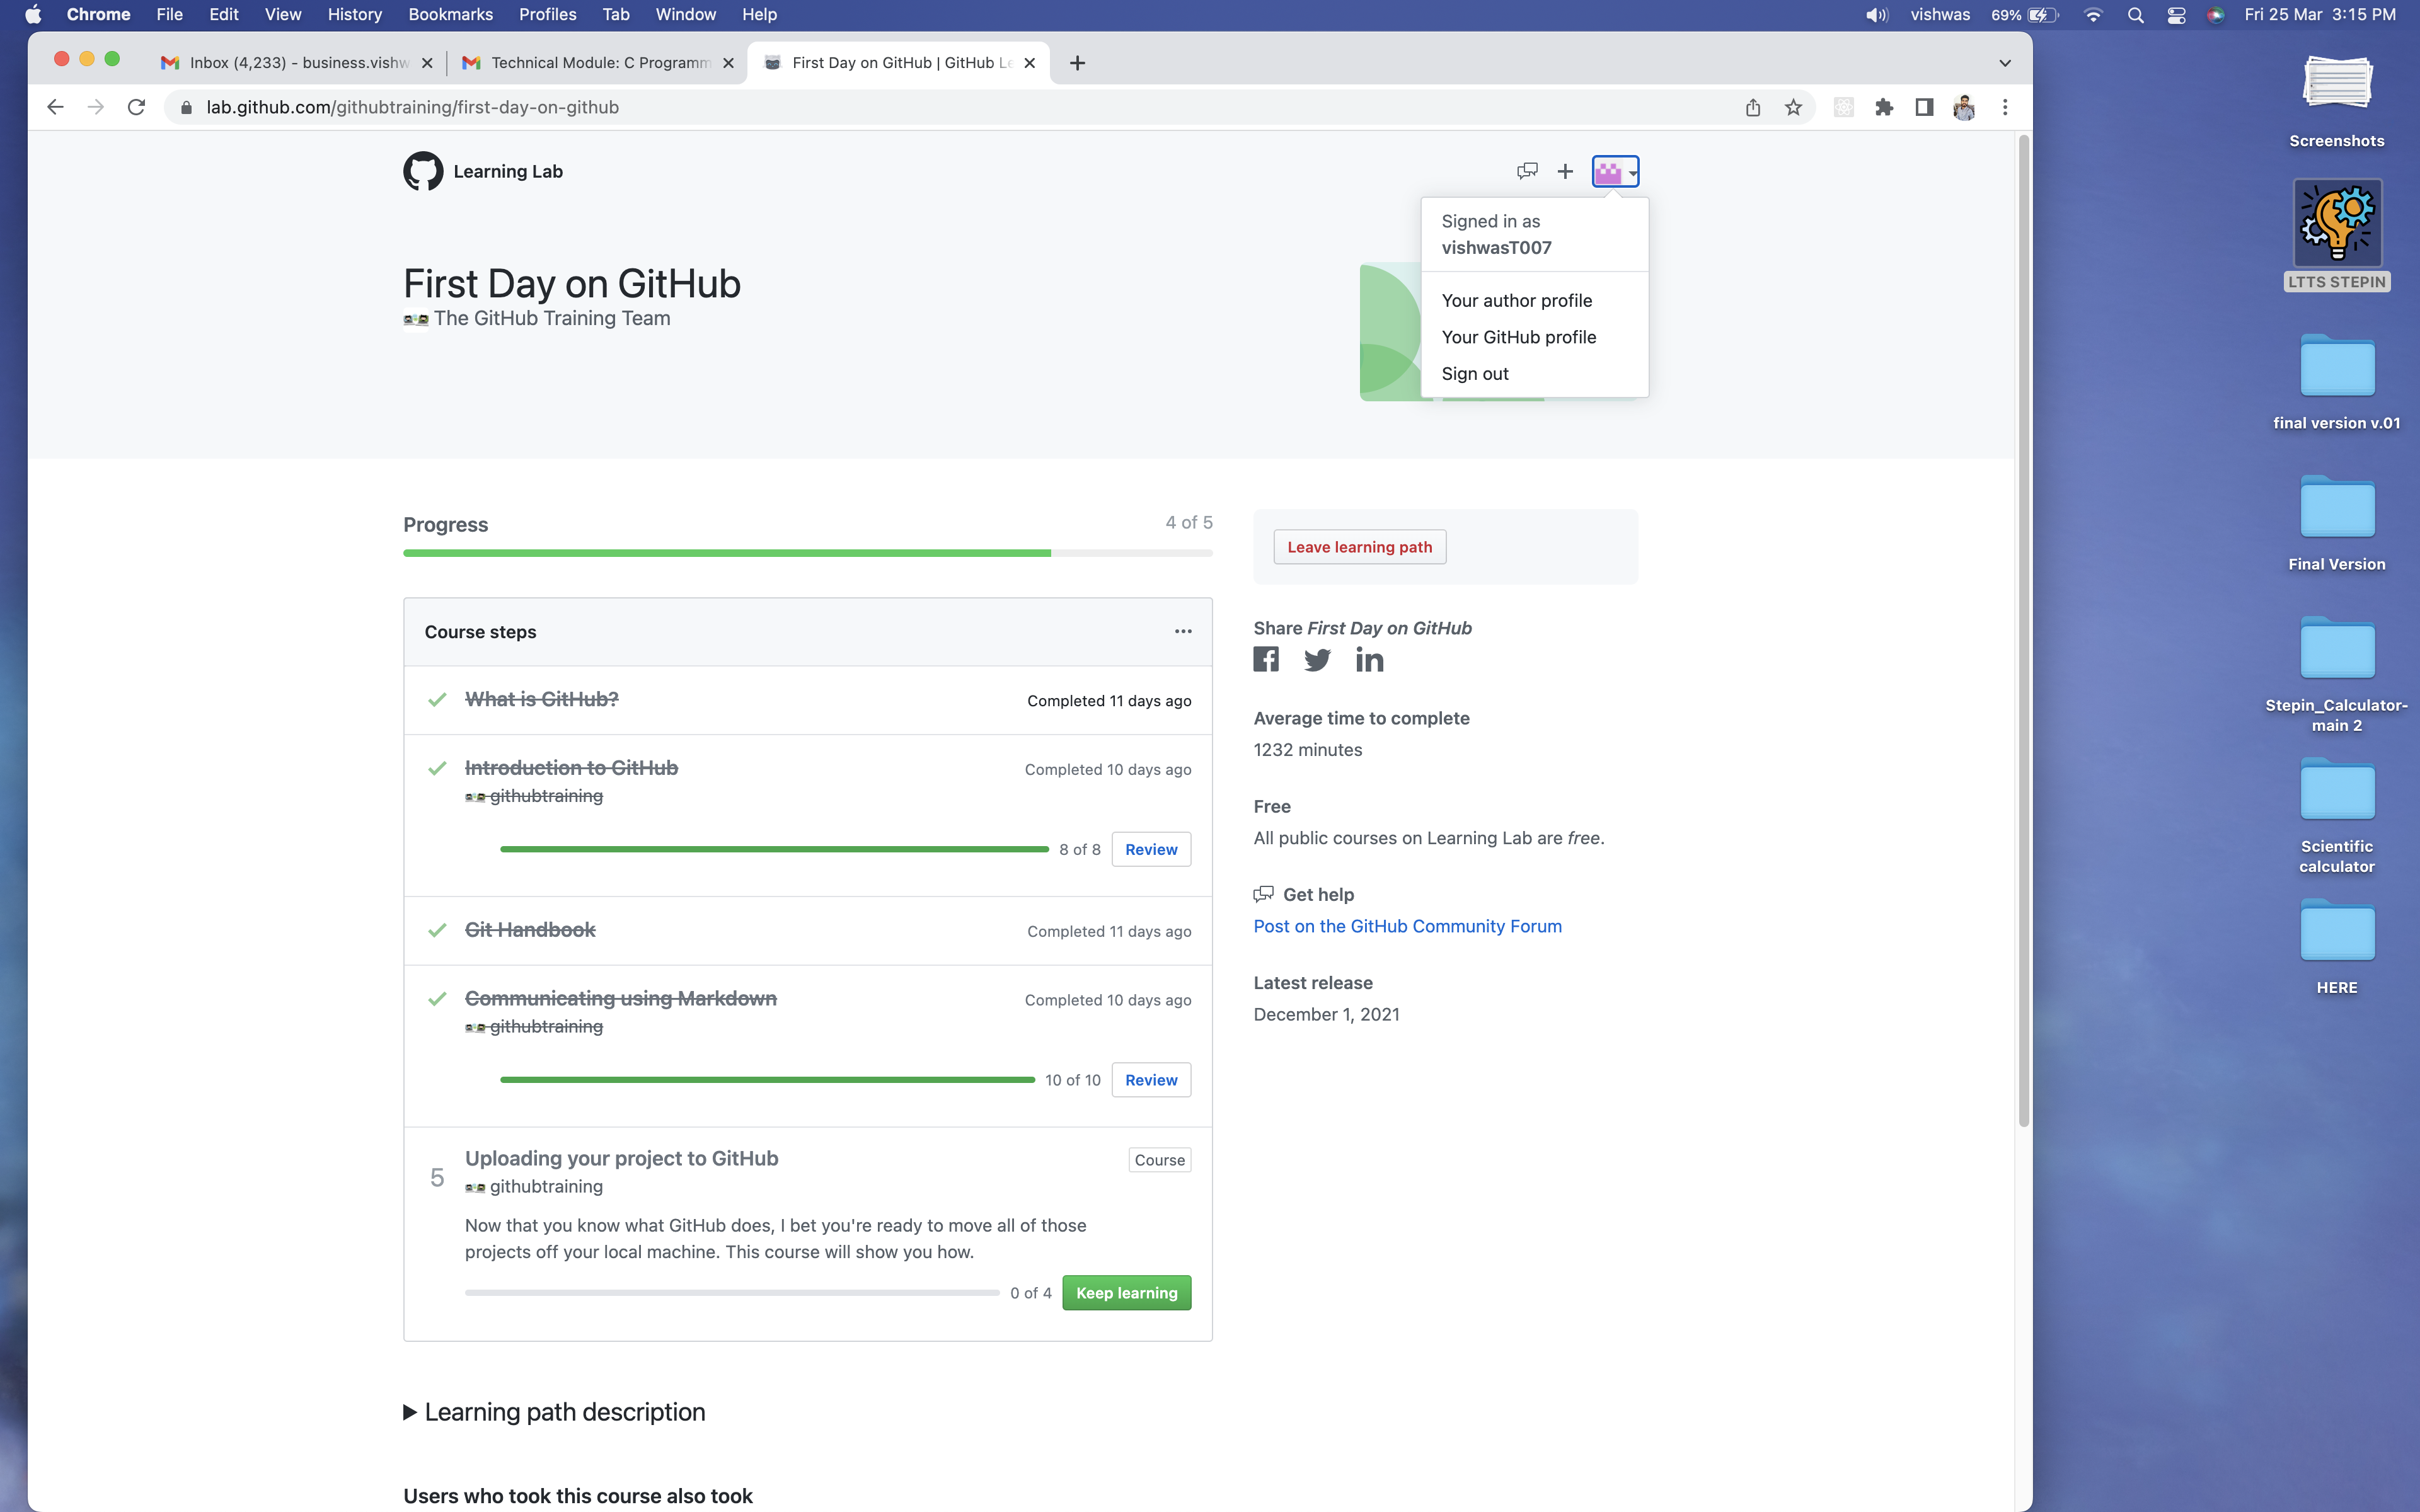 Chrome File Edit View History Bookmarks Profiles Tab Window Help
vishwas 69% Fri 25 Mar 3:15 PM
Inbox (4,233) - business.vishw
Technical Module: C Programm
First Day on GitHub | GitHub Le
lab.github.com/githubtraining/first-day-on-github
Learning Lab
Signed in as
vishwasT007
Your author profile
Your GitHub profile
Sign out
First Day on GitHub
The GitHub Training Team
Progress
4 of 5
Course steps
What is GitHub?
Completed 11 days ago
Introduction to GitHub
Completed 10 days ago
githubtraining
8 of 8
Review
Git Handbook
Completed 11 days ago
Communicating using Markdown
Completed 10 days ago
githubtraining
10 of 10
Review
5
Uploading your project to GitHub
Course
githubtraining
Now that you know what GitHub does, I bet you're ready to move all of those
projects off your local machine. This course will show you how.
0 of 4
Keep learning
Learning path description
Users who took this course also took
Leave learning path
Share First Day on GitHub
Average time to complete
1232 minutes
Free
All public courses on Learning Lab are free.
Get help
Post on the GitHub Community Forum
Latest release
December 1, 2021
Screenshots
LTTS STEPIN
final version v.01
Final Version
Stepin_Calculator-
main 2
Scientific
calculator
HERE